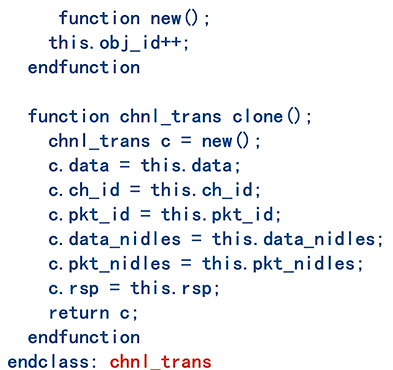 function new();
this.obj_id++;
endfunction
function chnl_trans clone();
chnl_trans c = new();
c.data = this.data;
c.ch_id = this.ch_id;
c.pkt_id = this.pkt_id;
c.data_nidles = this.data_nidles;
c.pkt_nidles = this.pkt_nidles;
c.rsp = this.rsp;
return c;
endfunction
endclass: chnl_trans